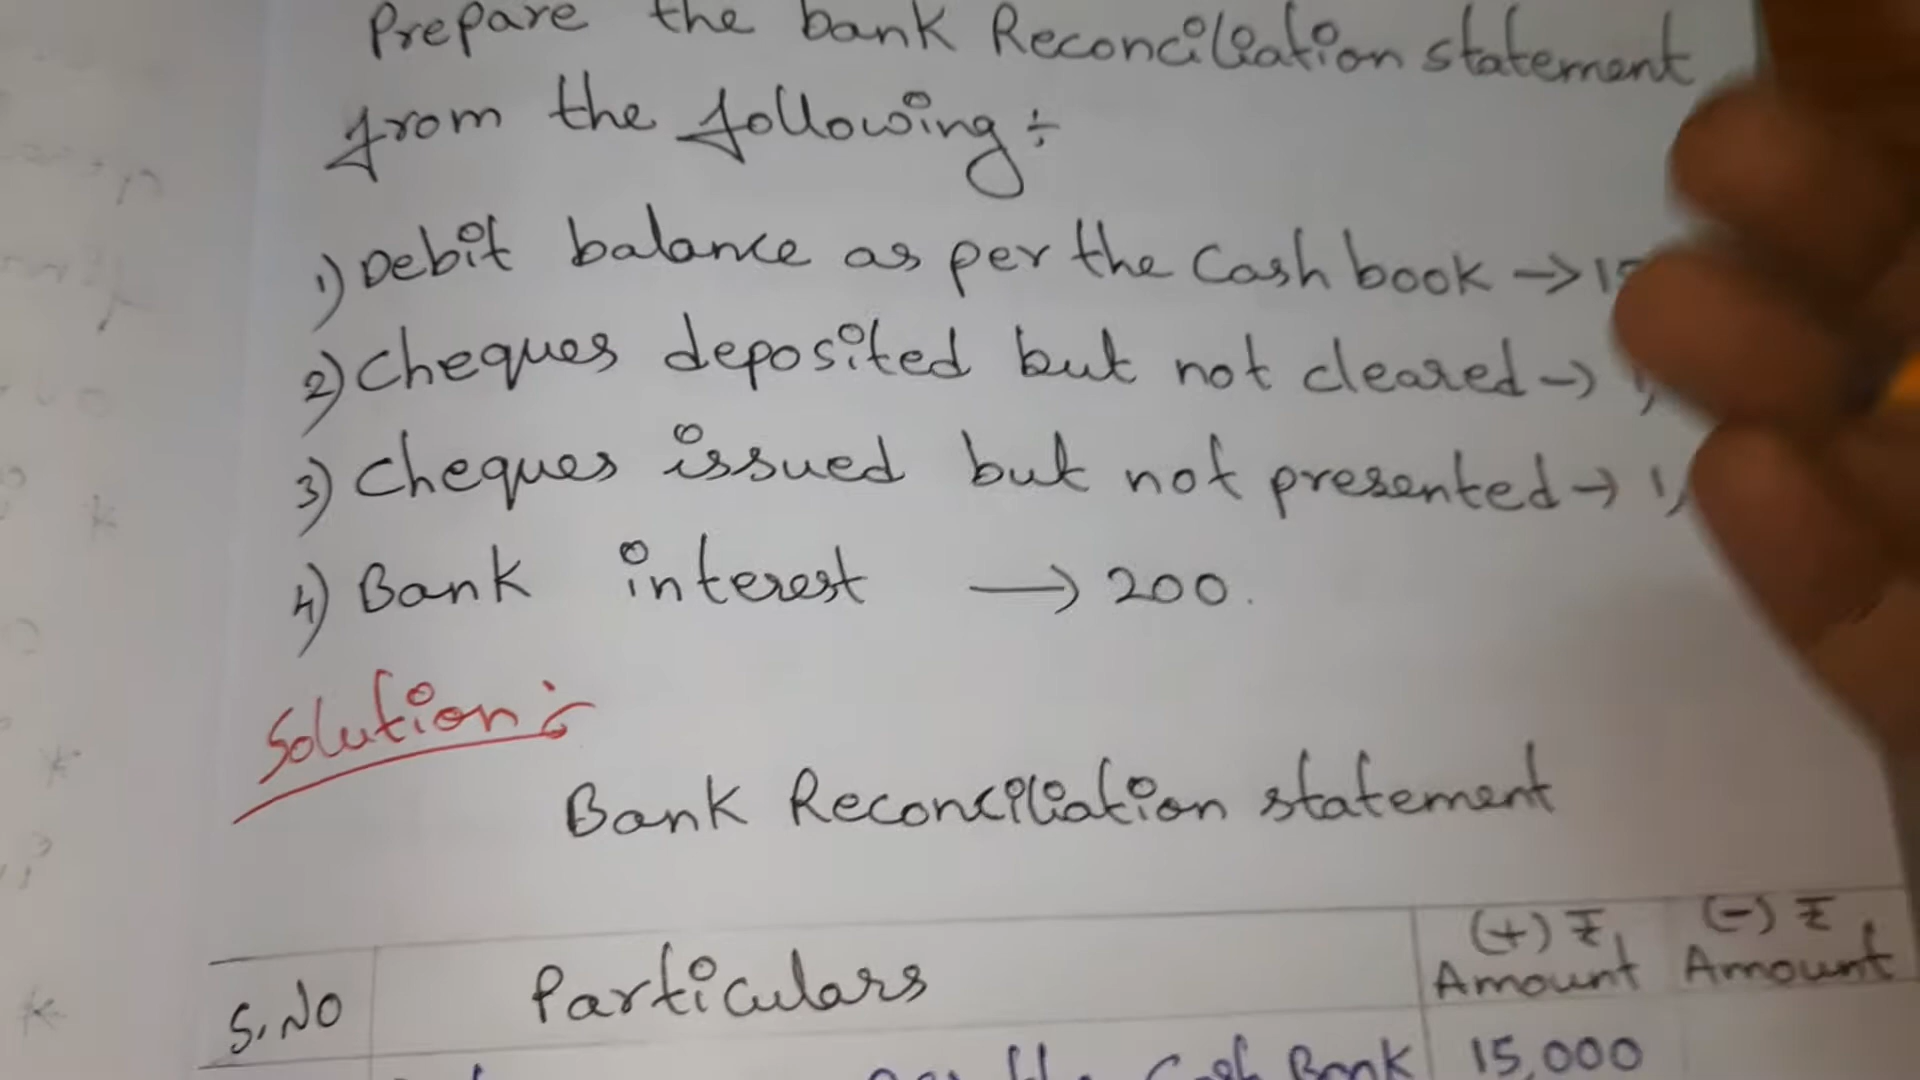 Prepare the bank Reconciliation statement
from the following :-
1) Debit balance as per the Cash book →
2) Cheques deposited but not cleared →
3) Cheques issued but not presented →
4) Bank interest → 200.
Solution :-
Bank Reconciliation statement
S.No Particulars (+) ₹ Amount (-) ₹ Amount
Bank 15,000